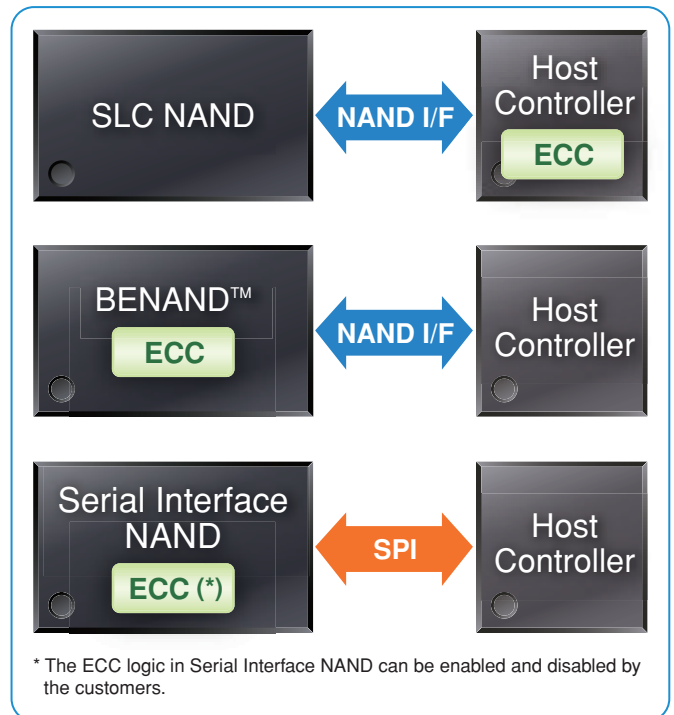 SLC NAND
NAND I/F
Host
Controller
ECC
BENAND™
ECC
NAND I/F
Host
Controller
Serial Interface
NAND
ECC (*)
SPI
Host
Controller
* The ECC logic in Serial Interface NAND can be enabled and disabled by
the customers.